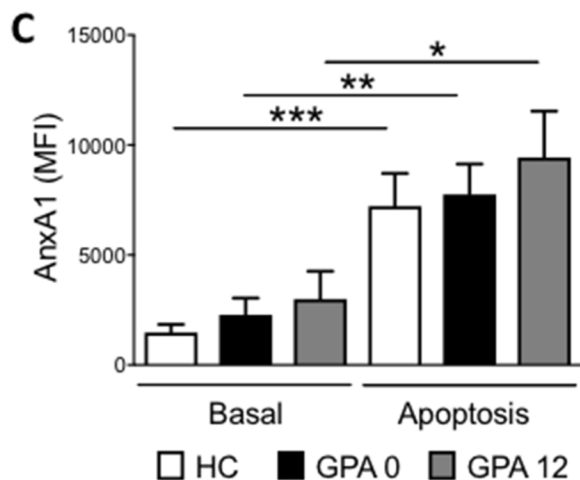 C
AnxA1 (MFI)
15000
10000
5000
0
*
**
***
Basal Apoptosis
HC GPA 0 GPA 12